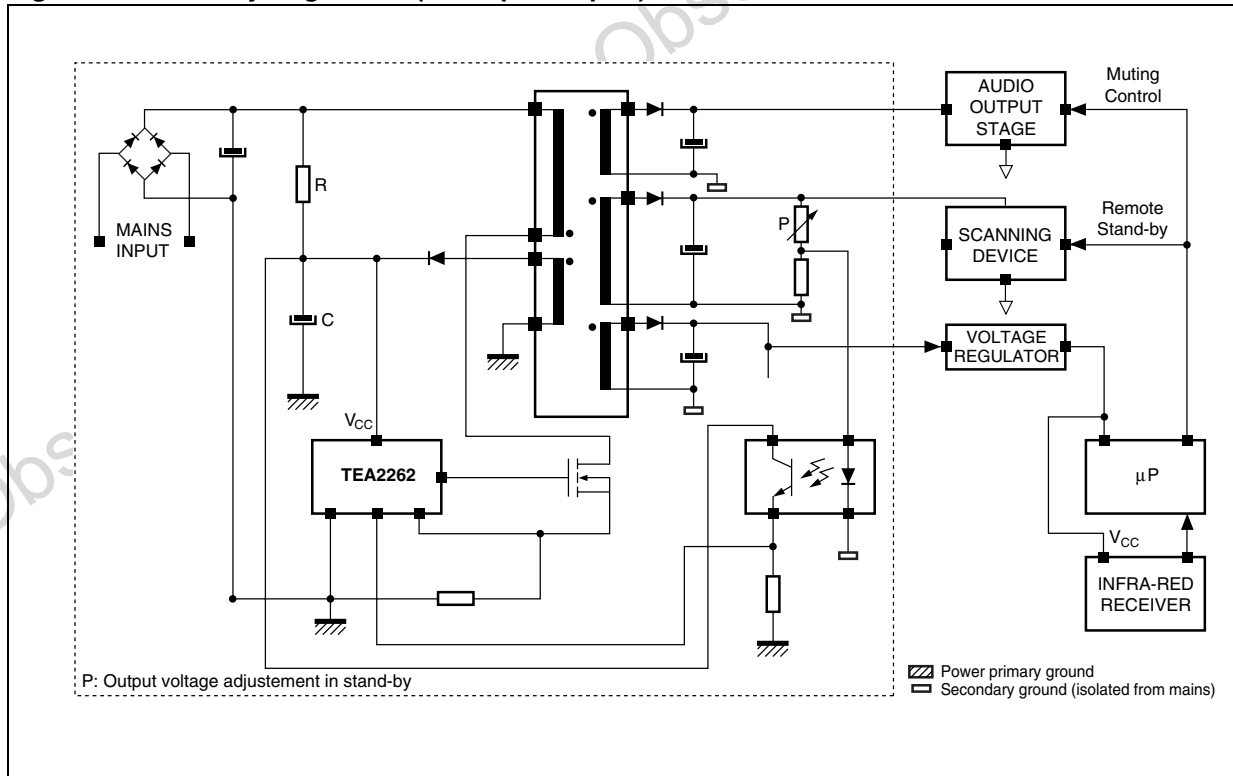 AUDIO
OUTPUT
STAGE
Muting
Control
R
MAINS
INPUT
P
SCANNING
DEVICE
Remote
Stand-by
C
VOLTAGE
REGULATOR
VCC
TEA2262
µP
VCC
INFRA-RED
RECEIVER
P: Output voltage adjustement in stand-by
Power primary ground
Secondary ground (isolated from mains)